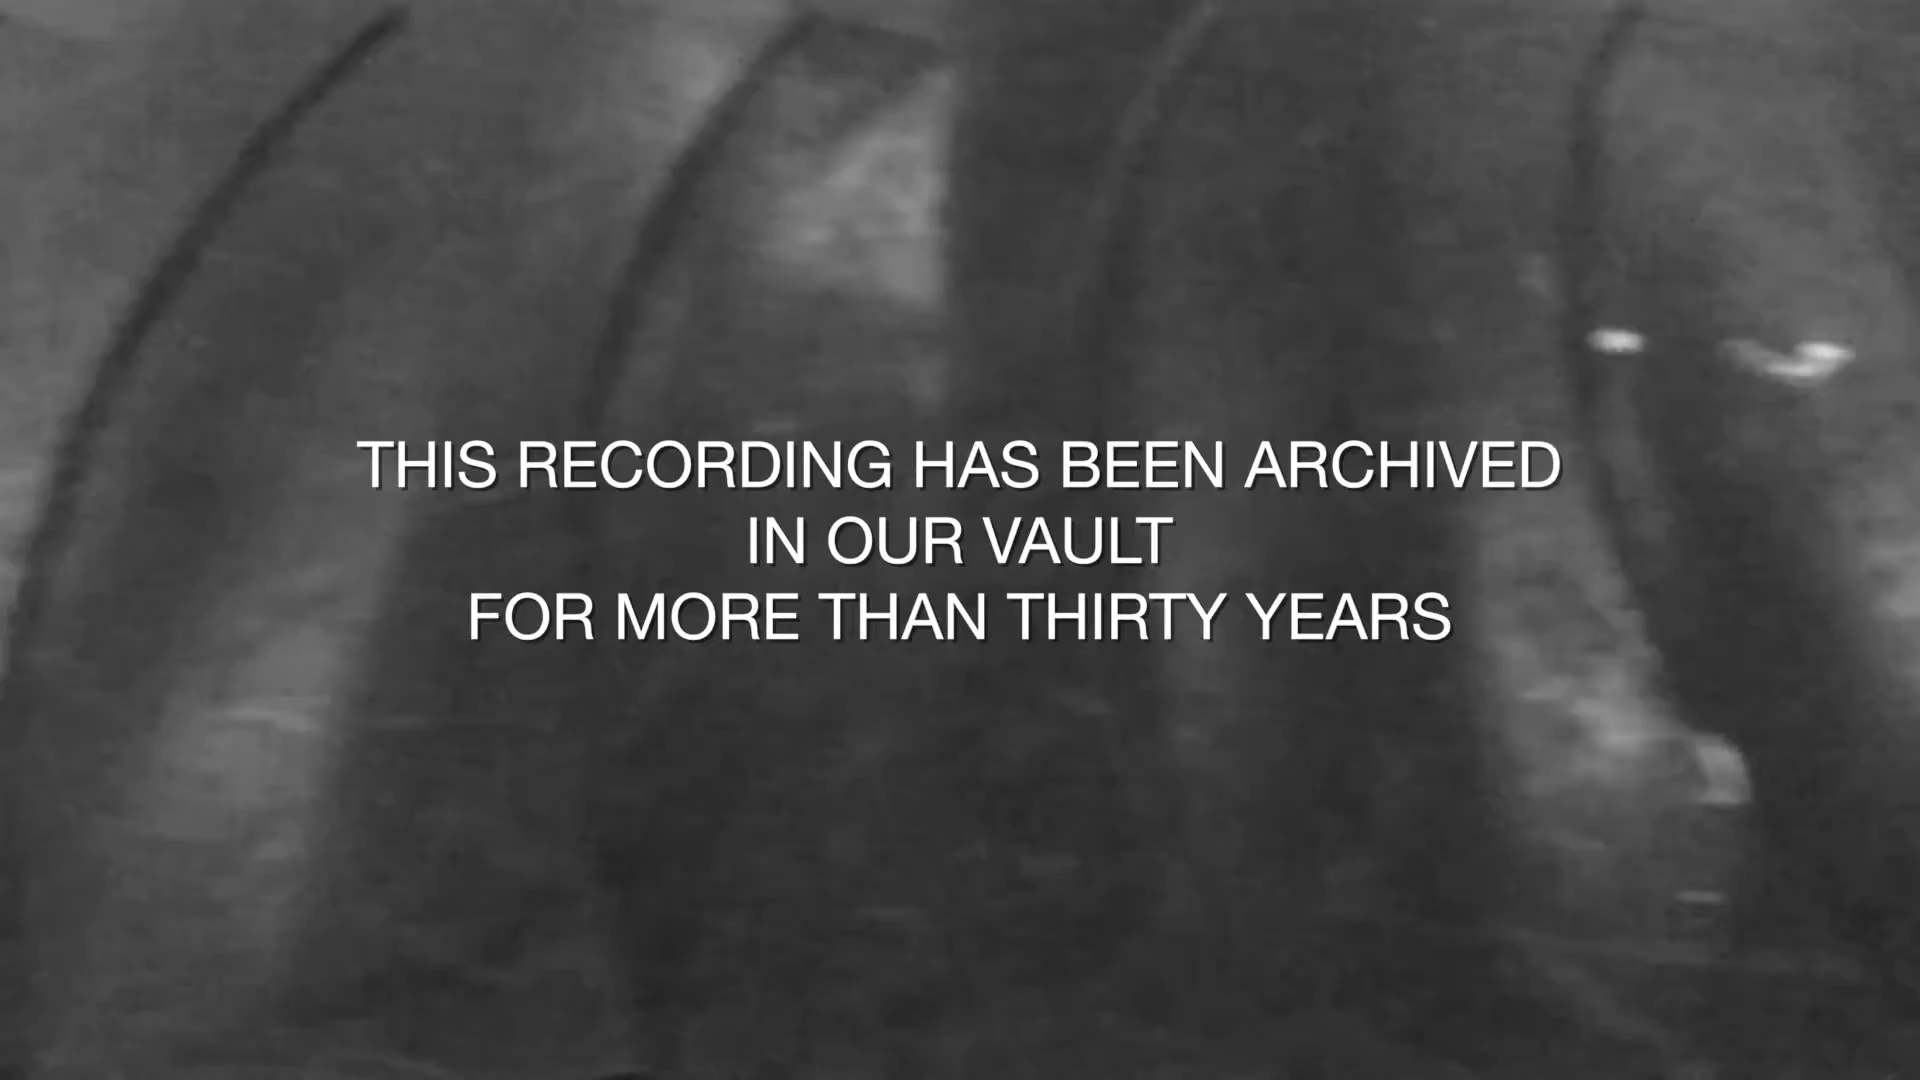 THIS RECORDING HAS BEEN ARCHIVED
IN OUR VAULT
FOR MORE THAN THIRTY YEARS